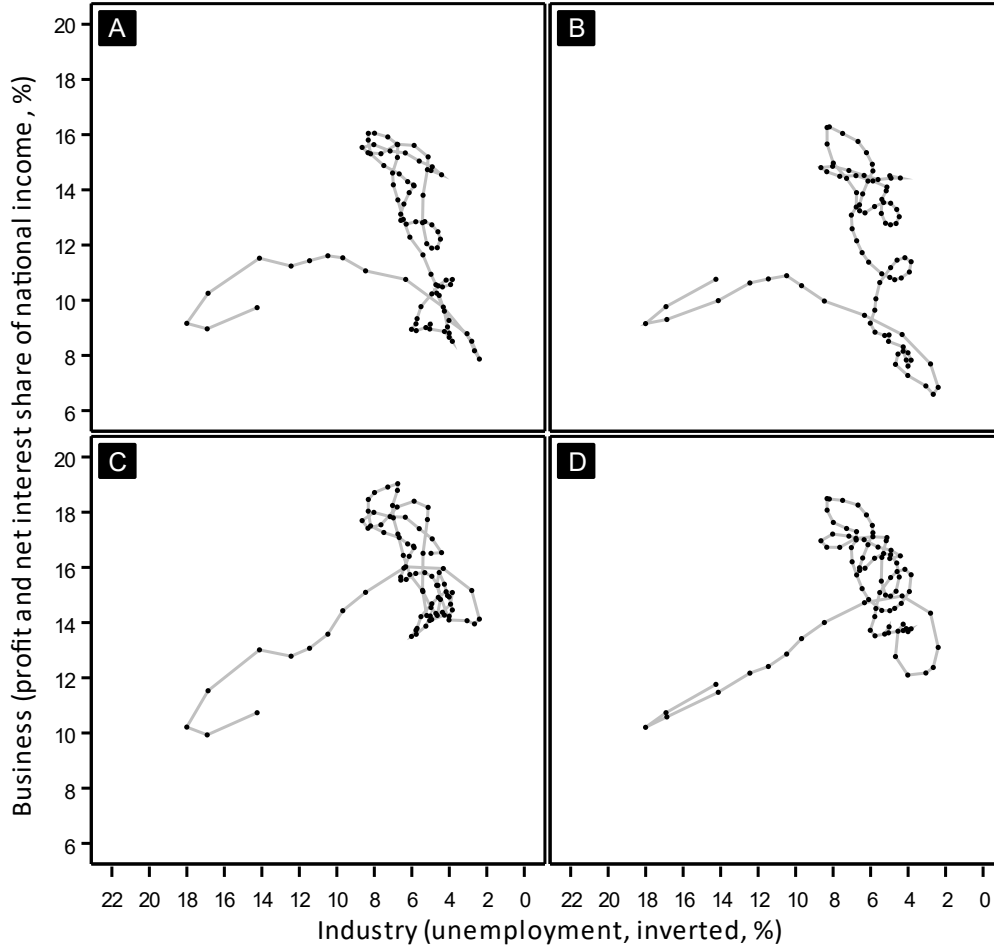 A
B
20
18
16
14
12
10
8
6
C
D
20
18
16
14
12
10
8
6
22 20 18 16 14 12 10 8 6 4 2 0
22 20 18 16 14 12 10 8 6 4 2 0
Business (profit and net interest share of national income , %)
Industry (unemployment, inverted, %)